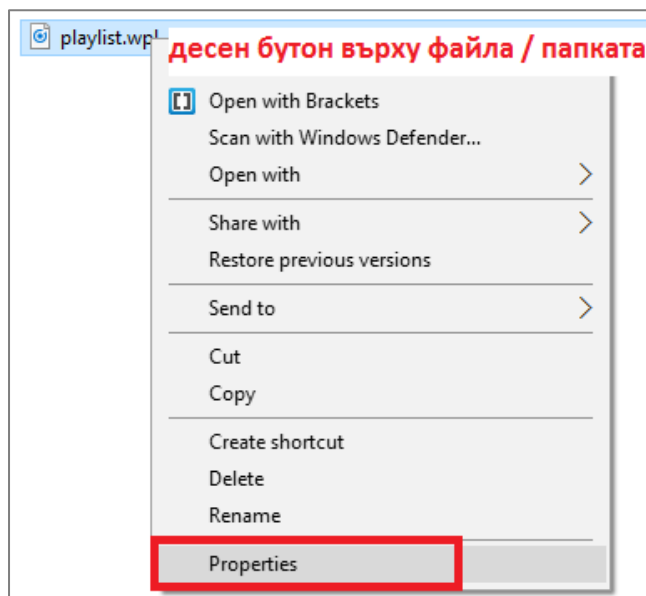 playlist.wpl
десен бутон върху файла / папката
Open with Brackets
Scan with Windows Defender...
Open with
Share with
Restore previous versions
Send to
Cut
Copy
Create shortcut
Delete
Rename
Properties